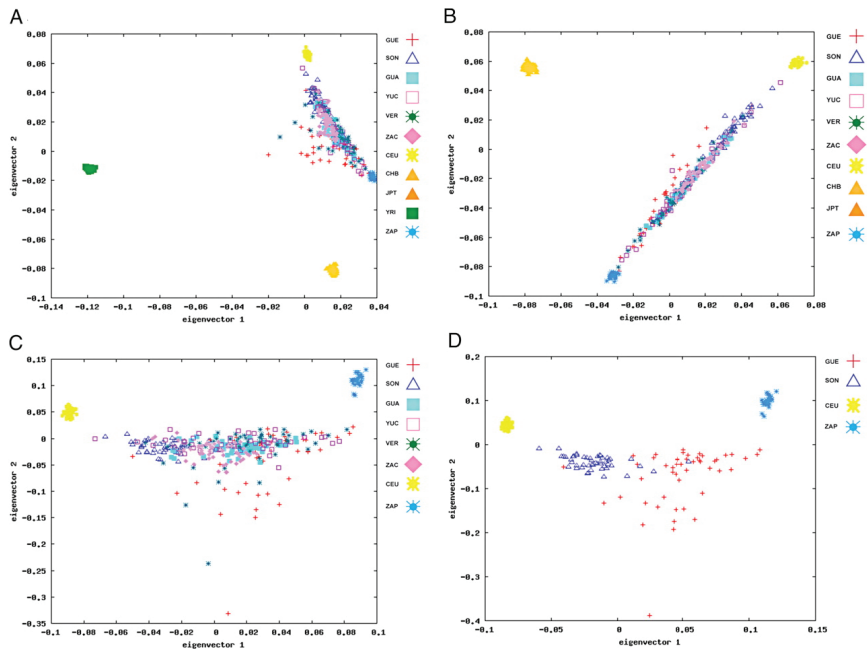 A
0.08
0.06
0.04
0.02
0
-0.02
-0.04
-0.06
-0.08
-0.1
-0.14
-0.12
-0.1
-0.08
-0.06
-0.04
-0.02
0
0.02
0.04
eigenvector 2
eigenvector 1
GUE
SON
GUA
YUC
VER
ZAC
CEU
CHB
JPT
YRI
ZAP
B
0.08
0.06
0.04
0.02
0
-0.02
-0.04
-0.06
-0.08
-0.1
-0.08
-0.06
-0.04
-0.02
0
0.02
0.04
0.06
0.08
eigenvector 2
eigenvector 1
GUE
SON
GUA
YUC
VER
ZAC
CEU
CHB
JPT
ZAP
C
0.15
0.1
0.05
0
-0.05
-0.1
-0.15
-0.2
-0.25
-0.3
-0.35
-0.1
-0.08
-0.06
-0.04
-0.02
0
0.02
0.04
0.06
0.08
0.1
eigenvector 2
eigenvector 1
GUE
SON
GUA
YUC
VER
ZAC
CEU
ZAP
D
0.2
0.1
0
-0.1
-0.2
-0.3
-0.4
-0.1
-0.05
0
0.05
0.1
0.15
eigenvector 2
eigenvector 1
GUE
SON
CEU
ZAP